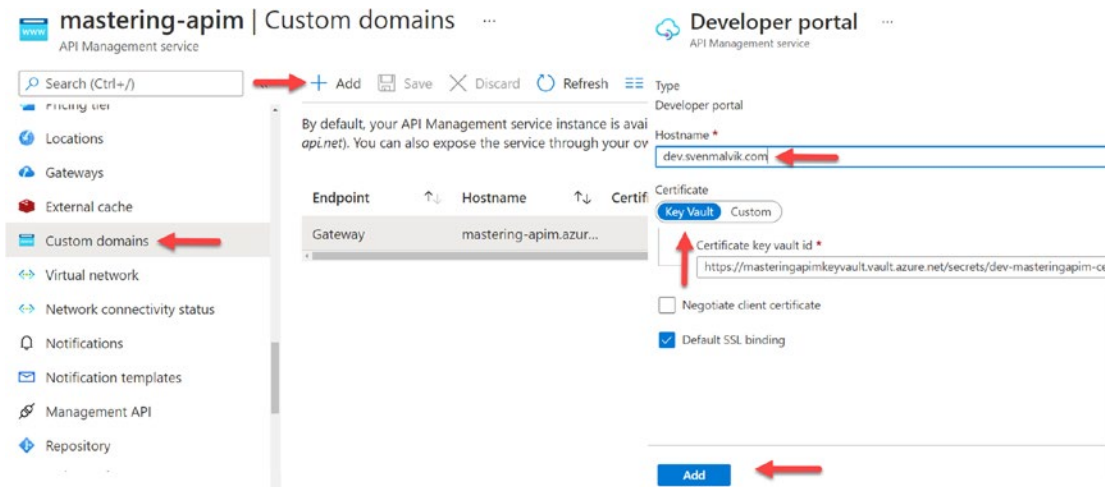 mastering-apim | Custom domains ...
API Management service
Search (Ctrl+/)
Pricing tier
Locations
Gateways
External cache
Custom domains
Virtual network
Network connectivity status
Notifications
Notification templates
Management API
Repository
Add Save Discard Refresh
By default, your API Management service instance is avai
api.net). You can also expose the service through your ov
Endpoint Hostname Certifi
Gateway mastering-apim.azur...
Developer portal ...
API Management service
Type
Developer portal
Hostname *
dev.svenmalvik.com
Certificate
Key Vault Custom
Certificate key vault id *
https://masteringapimkeyvault.vault.azure.net/secrets/dev-masteringapim-ce
Negotiate client certificate
Default SSL binding
Add